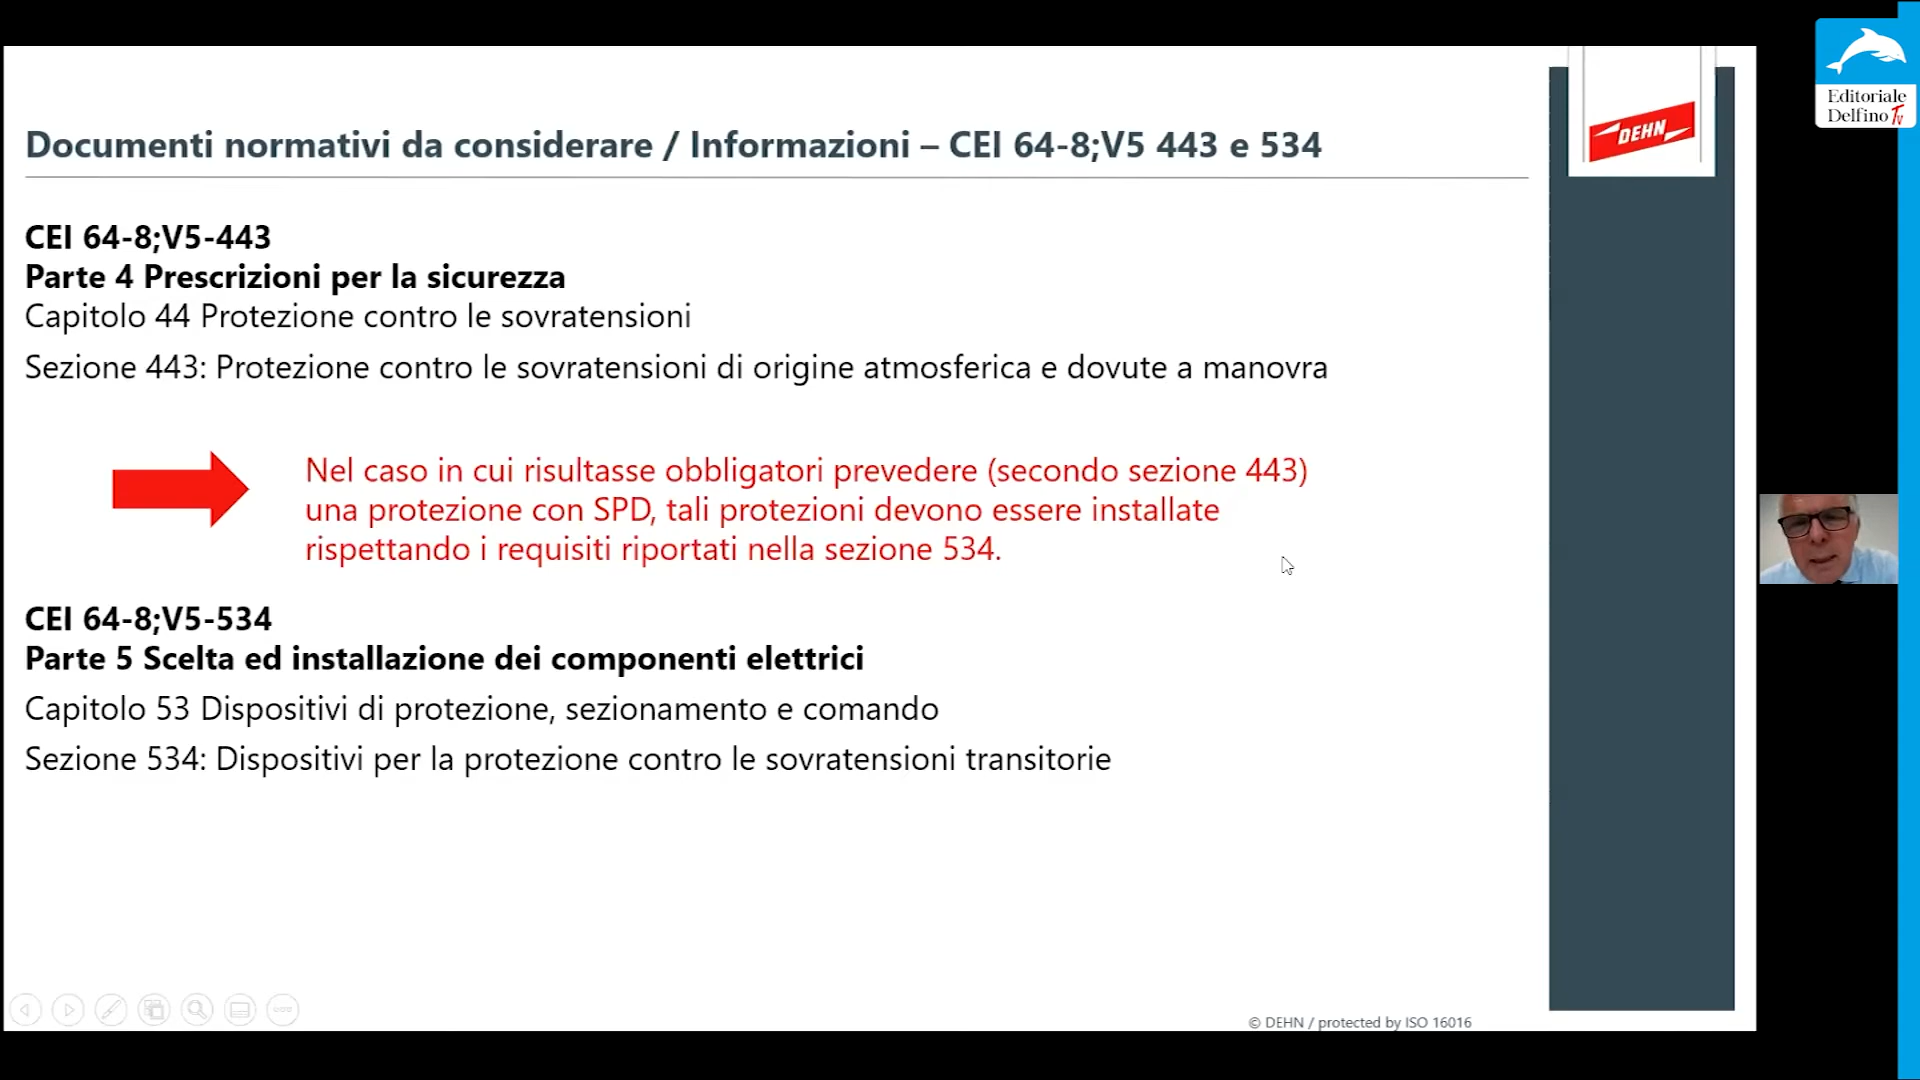 Editoriale
Delfino Tv
DEHN
Documenti normativi da considerare / Informazioni – CEI 64-8;V5 443 e 534
CEI 64-8;V5-443
Parte 4 Prescrizioni per la sicurezza
Capitolo 44 Protezione contro le sovratensioni
Sezione 443: Protezione contro le sovratensioni di origine atmosferica e dovute a manovra
Nel caso in cui risultasse obbligatori prevedere (secondo sezione 443)
una protezione con SPD, tali protezioni devono essere installate
rispettando i requisiti riportati nella sezione 534.
CEI 64-8;V5-534
Parte 5 Scelta ed installazione dei componenti elettrici
Capitolo 53 Dispositivi di protezione, sezionamento e comando
Sezione 534: Dispositivi per la protezione contro le sovratensioni transitorie
© DEHN / protected by ISO 16016